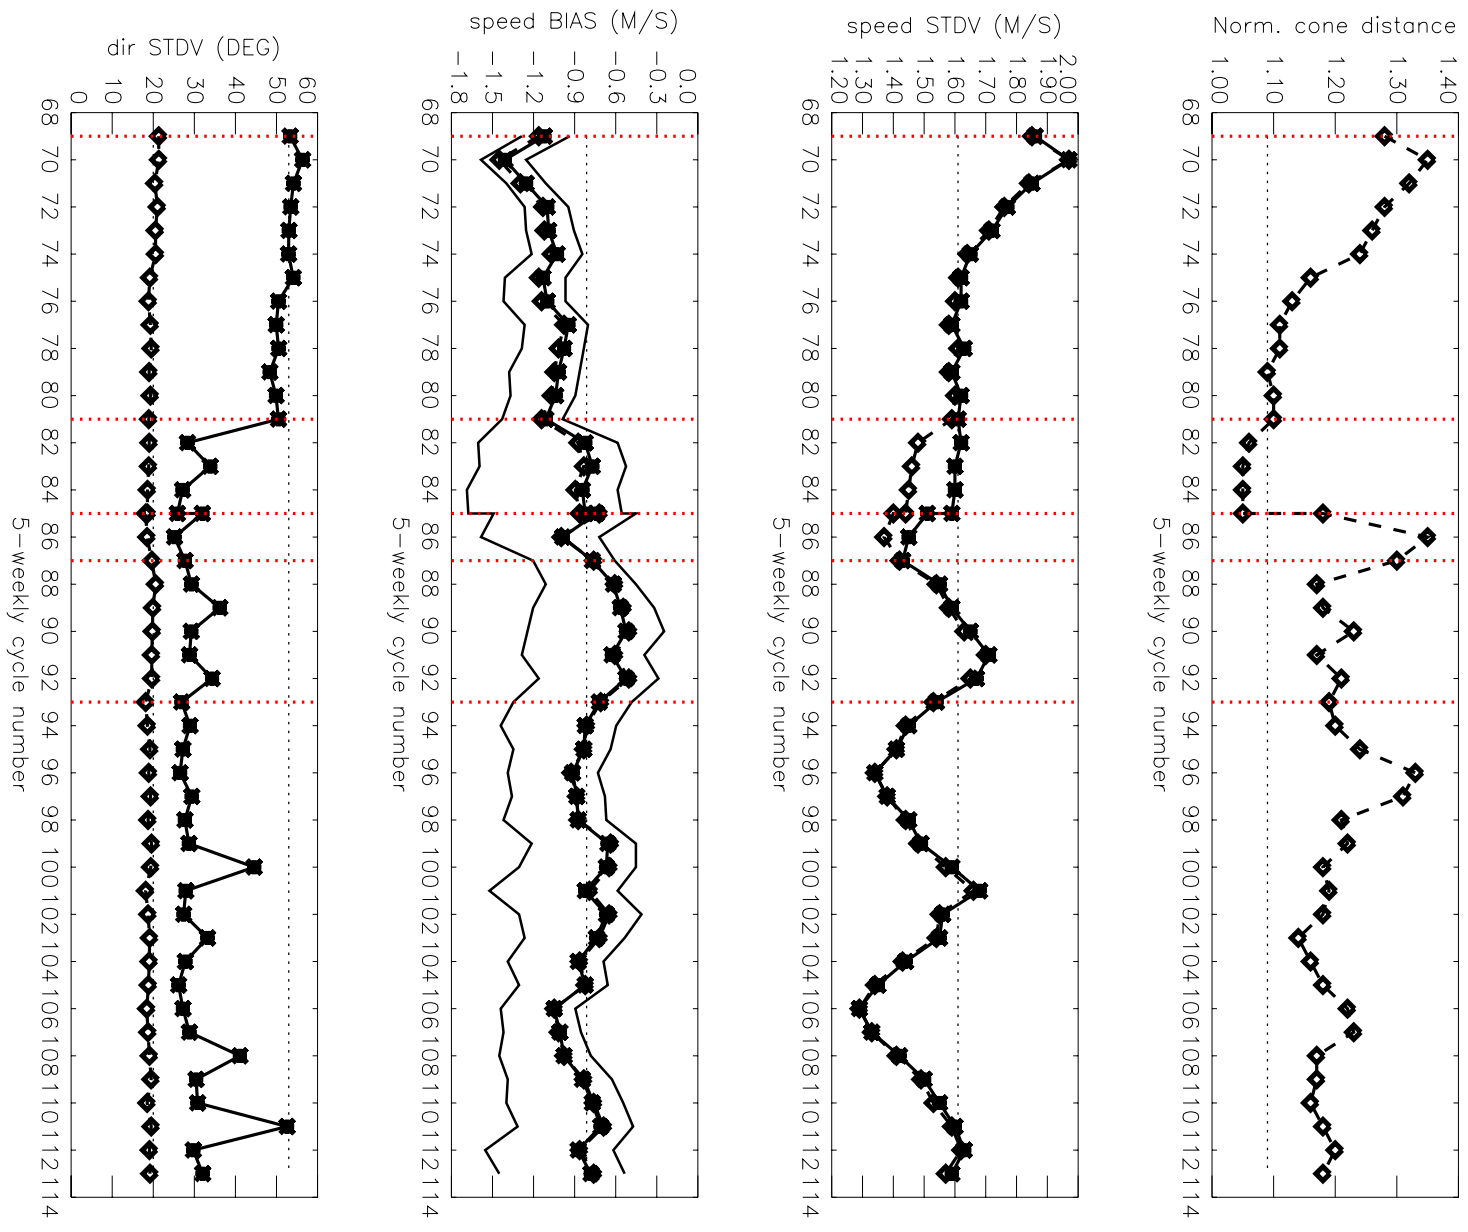 Norm. cone distance
1.40
1.30
1.20
1.10
1.00
68 70 72 74 76 78 80 82 84 86 88 90 92 94 96 98 100 102 104 106 108 110 112 114
5-weekly cycle number
speed STDV (M/S)
2.00
1.90
1.80
1.70
1.60
1.50
1.40
1.30
1.20
68 70 72 74 76 78 80 82 84 86 88 90 92 94 96 98 100 102 104 106 108 110 112 114
5-weekly cycle number
speed BIAS (M/S)
0.0
-0.3
-0.6
-0.9
-1.2
-1.5
-1.8
68 70 72 74 76 78 80 82 84 86 88 90 92 94 96 98 100 102 104 106 108 110 112 114
5-weekly cycle number
dir STDV (DEG)
60
50
40
30
20
10
0
68 70 72 74 76 78 80 82 84 86 88 90 92 94 96 98 100 102 104 106 108 110 112 114
5-weekly cycle number